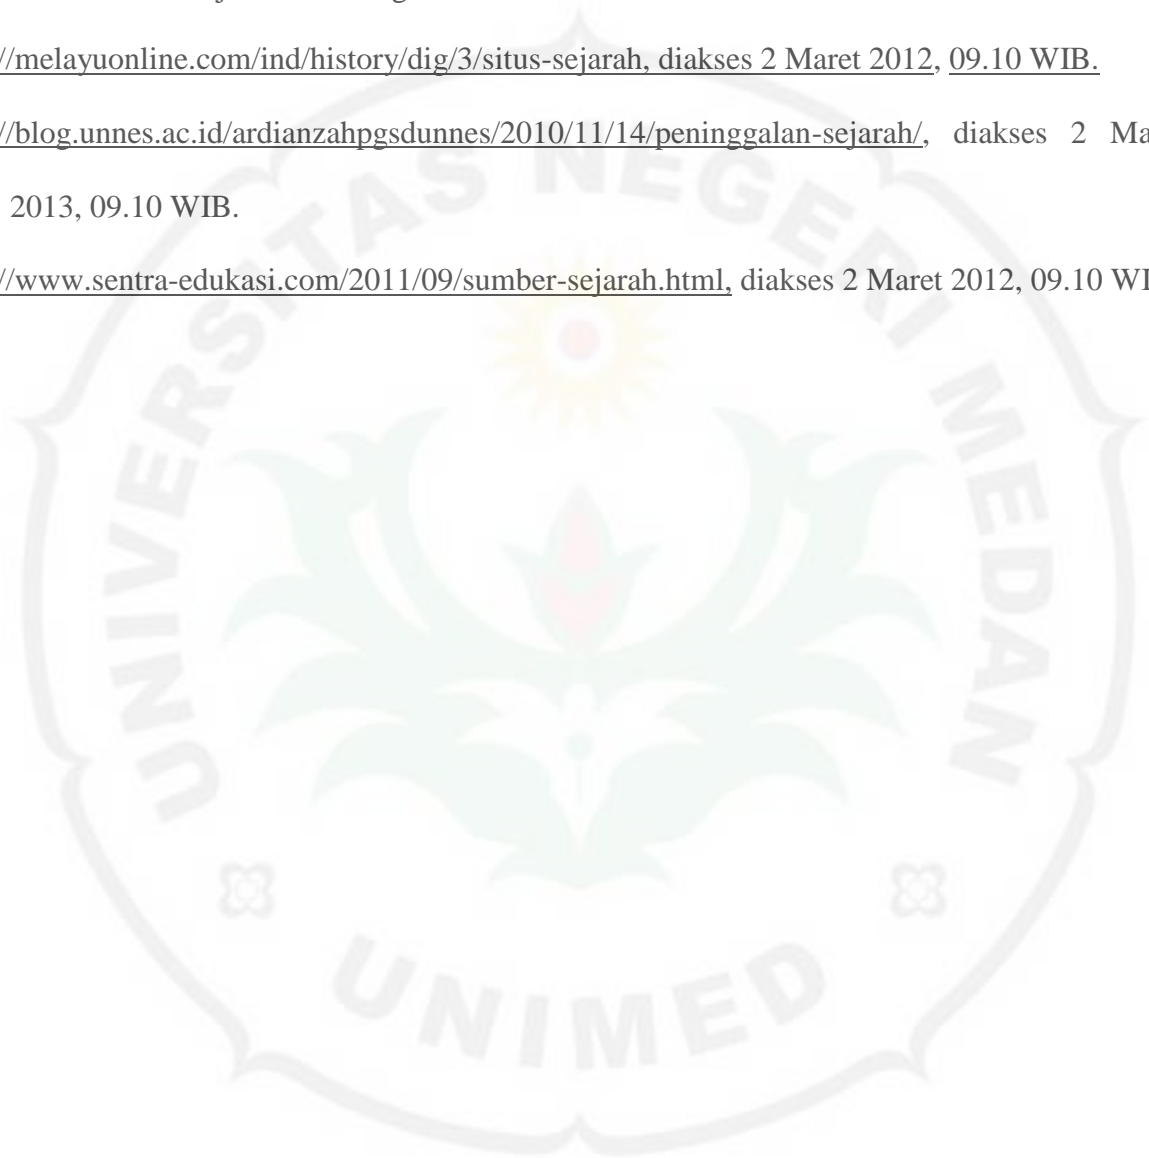 //melayuonline.com/ind/history/dig/3/situs-sejarah, diakses 2 Maret 2012, 09.10 WIB.
//blog.unnes.ac.id/ardianzahpgsdunnes/2010/11/14/peninggalan-sejarah/, diakses 2 Ma
2013, 09.10 WIB.
//www.sentra-edukasi.com/2011/09/sumber-sejarah.html, diakses 2 Maret 2012, 09.10 WI
UNIVERSITAS NEGERI MEDAN
UNIMED